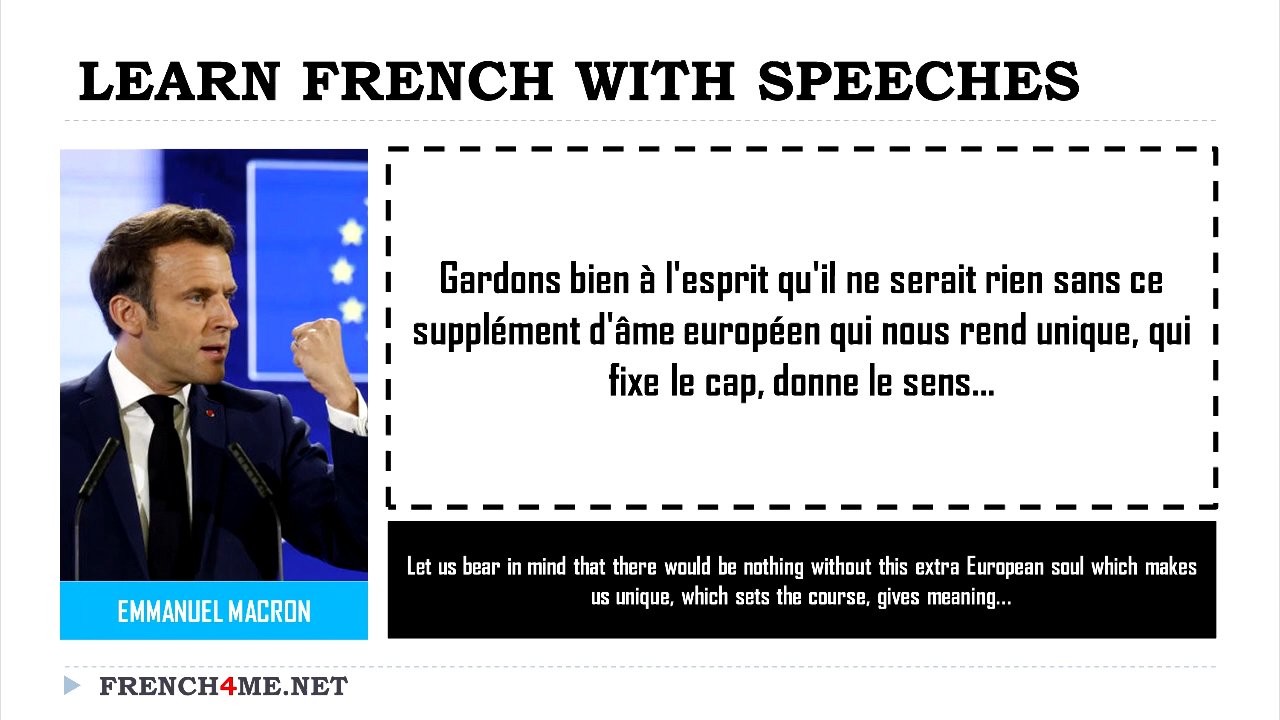 LEARN FRENCH WITH SPEECHES
Gardons bien à l'esprit qu'il ne serait rien sans ce
supplément d'âme européen qui nous rend unique, qui
fixe le cap, donne le sens...
Let us bear in mind that there would be nothing without this extra European soul which makes
us unique, which sets the course, gives meaning...
EMMANUEL MACRON
FRENCH4ME.NET